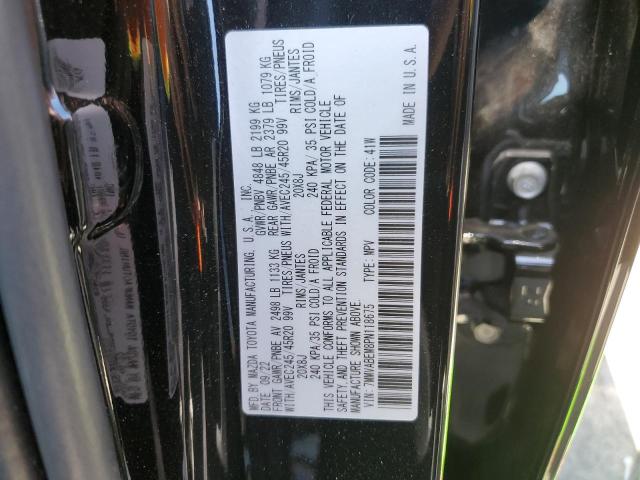 MFD.BY MAZDA TOYOTA MANUFACTURING, U.S.A. INC.
DATE: 09/22 GVWR/PNBV 4848 LB 2199 KG
FRONT GAWR/PNBE AV 2498 LB 1133 KG REAR GAWR/PNBE AR 2379 LB 1079 KG
WITH/AVEC245/45R20 99V TIRES/PNEUS WITH/AVEC245/45R20 99V TIRES/PNEUS
20X8J RIMS/JANTES 20X8J RIMS/JANTES
240 KPA/35 PSI COLD/A FROID 240 KPA/35 PSI COLD/A FROID
THIS VEHICLE CONFORMS TO ALL APPLICABLE FEDERAL MOTOR VEHICLE
SAFETY, AND THEFT PREVENTION STANDARDS IN EFFECT ON THE DATE OF
MANUFACTURE SHOWN ABOVE.
VIN: 7MMVABEM8PN118675 TYPE: MPV COLOR CODE: 41W
MADE IN U.S.A.